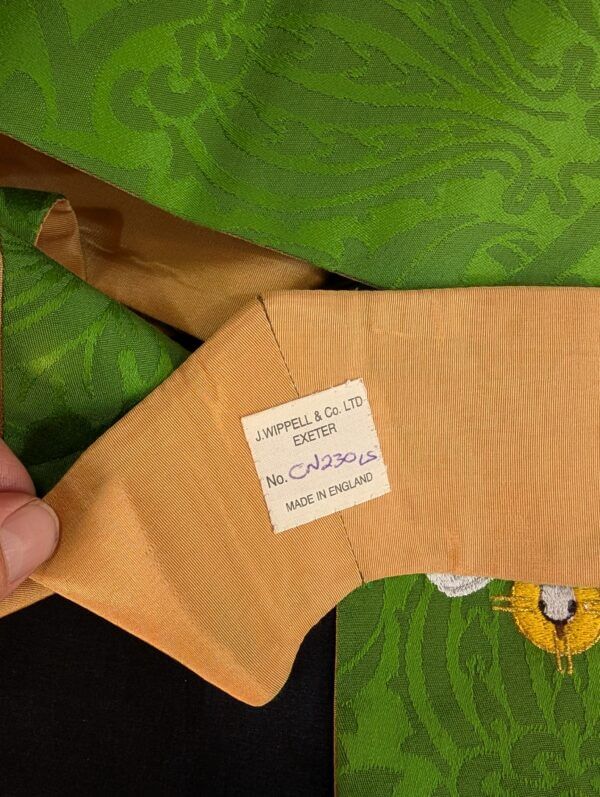 J.WIPPELL & Co. LTD
EXETER
No. CN230LS
MADE IN ENGLAND